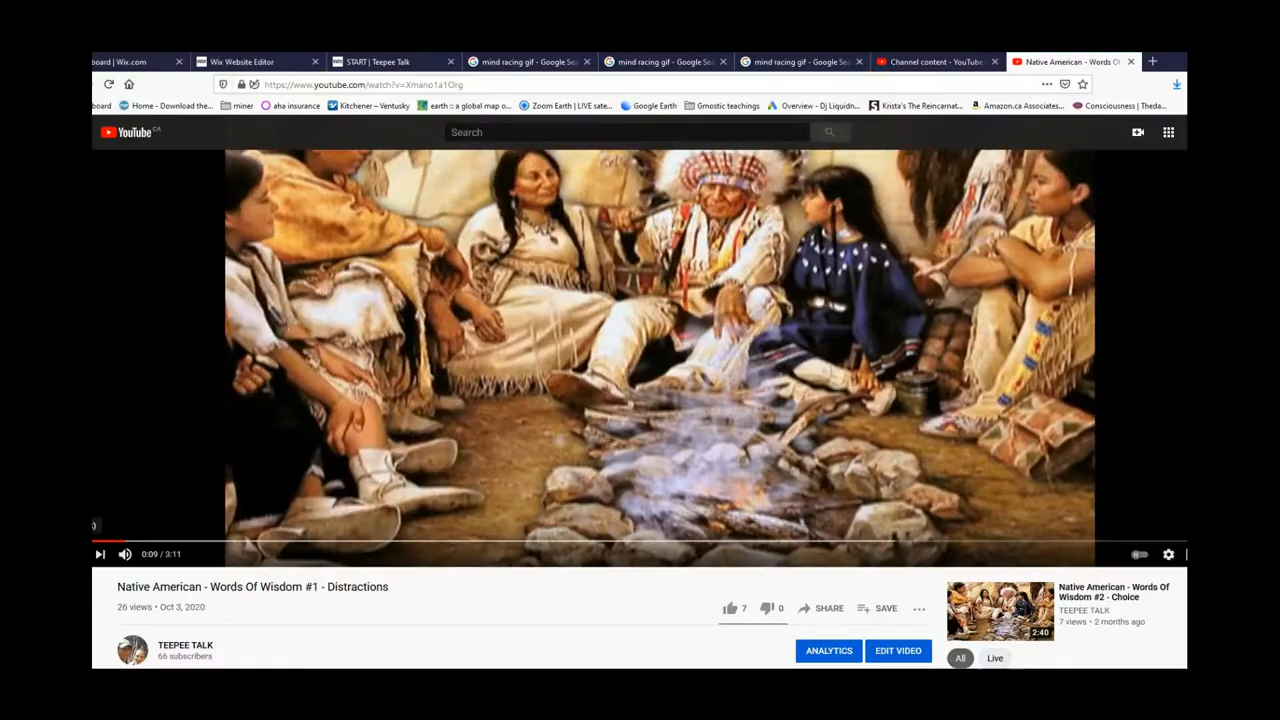 board | Wix.com
Wix Website Editor
START | Teepee Talk
mind racing gif - Google Sea
mind racing gif - Google Sea
mind racing gif - Google Sea
Channel content - YouTube
Native American - Words O
https://www.youtube.com/watch?v=Xmano1a1Org
board
Home - Download the...
miner
aha insurance
Kitchener – Ventusky
earth :: a global map o...
Zoom Earth | LIVE sate...
Google Earth
Gmostic teachings
Overview - Dj Liquidn...
Krista's The Reincarnat...
Amazon.ca Associates...
Consciousness | Theda...
YouTube CA
Search
0:09 / 3:11
Native American - Words Of Wisdom #1 - Distractions
26 views • Oct 3, 2020
7
0
SHARE
SAVE
TEEPEE TALK
66 subscribers
ANALYTICS
EDIT VIDEO
2:40
Native American - Words Of
Wisdom #2 - Choice
TEEPEE TALK
7 views • 2 months ago
All
Live